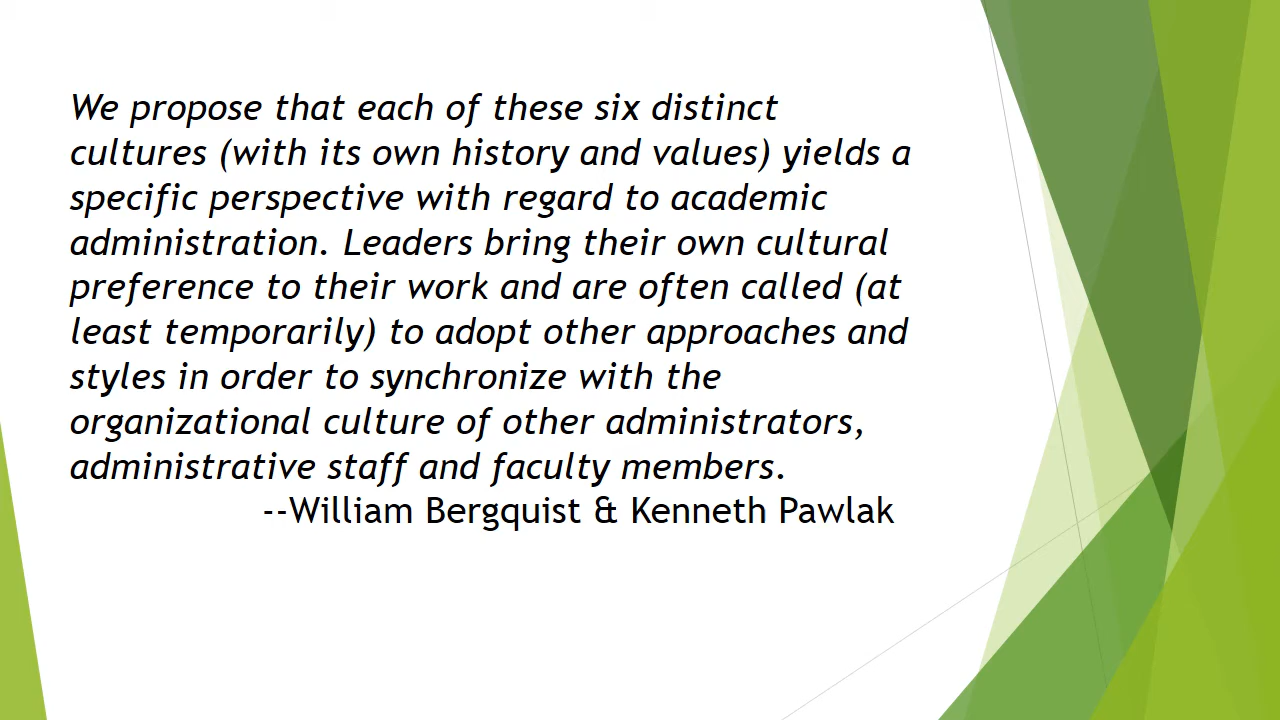 We propose that each of these six distinct
cultures (with its own history and values) yields a
specific perspective with regard to academic
administration. Leaders bring their own cultural
preference to their work and are often called (at
least temporarily) to adopt other approaches and
styles in order to synchronize with the
organizational culture of other administrators,
administrative staff and faculty members.
--William Bergquist & Kenneth Pawlak